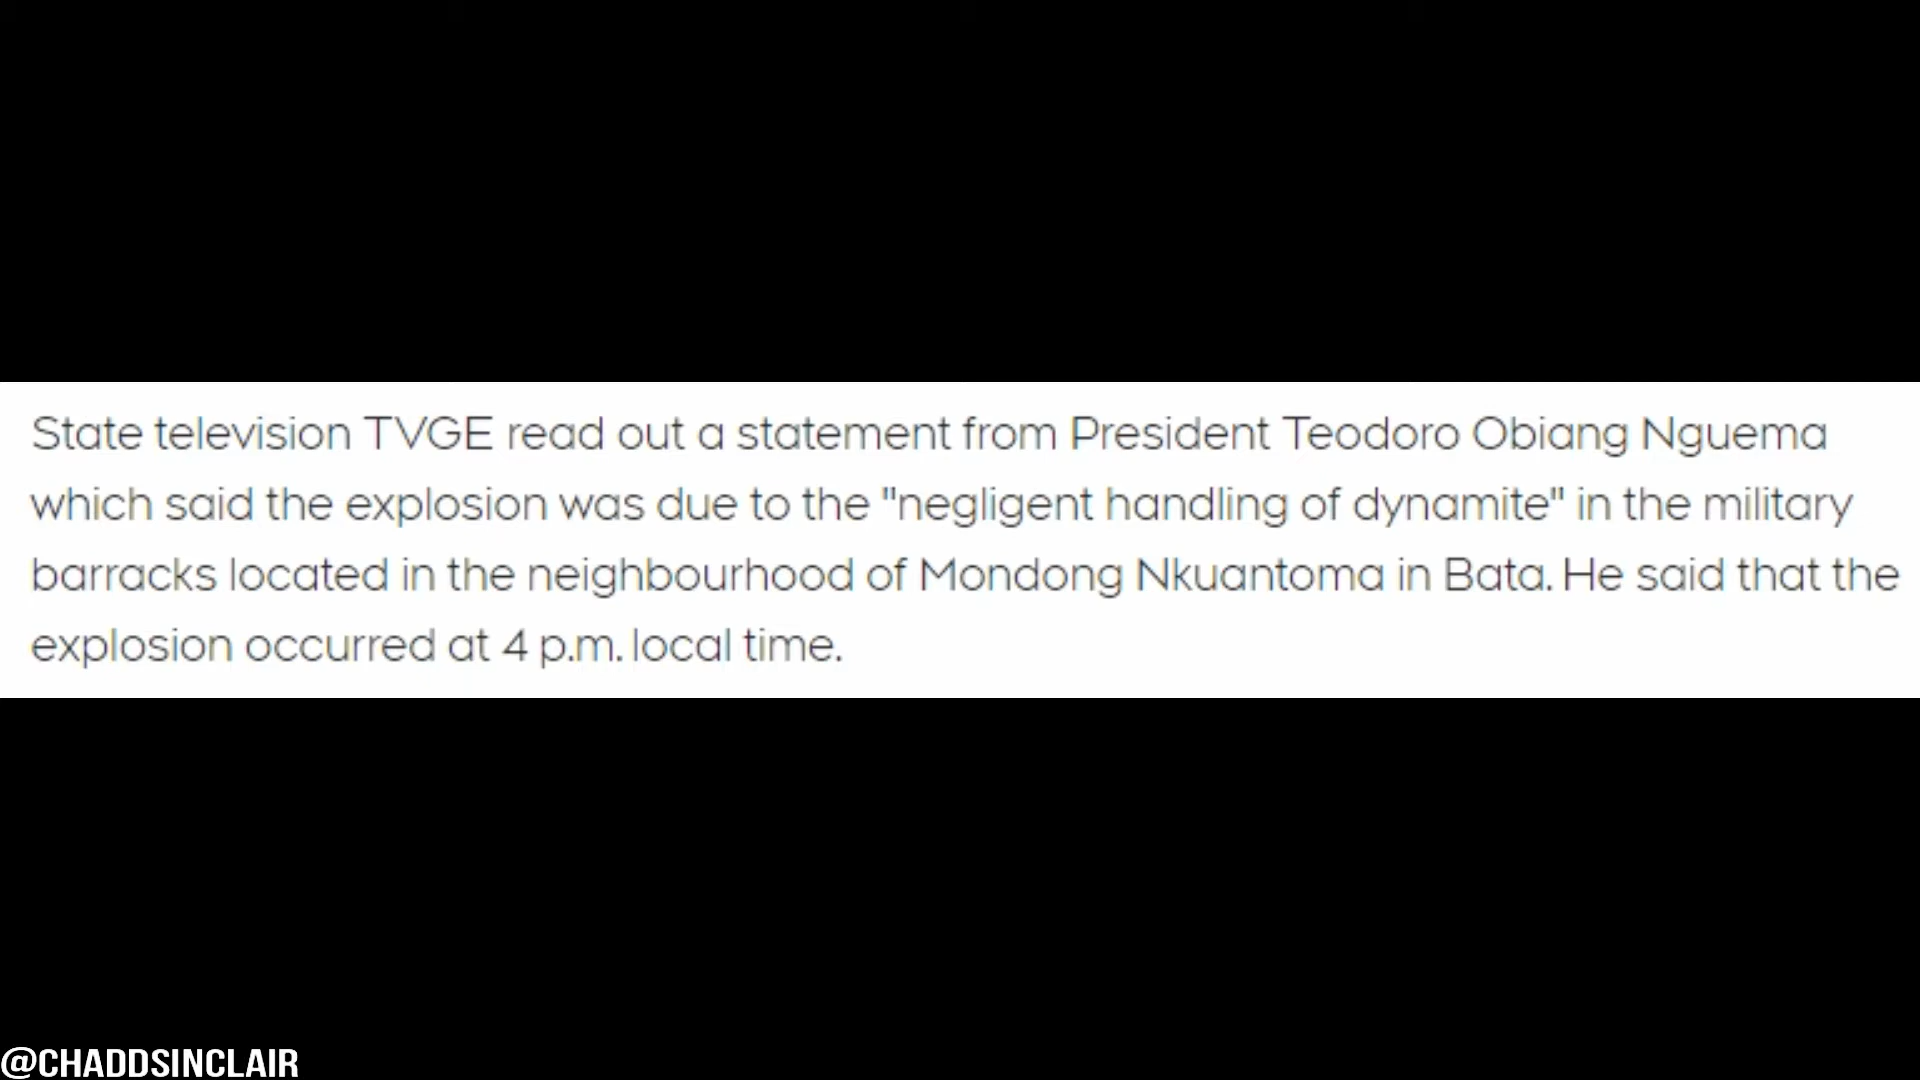 State television TVGE read out a statement from President Teodoro Obiang Nguema
which said the explosion was due to the "negligent handling of dynamite" in the military
barracks located in the neighbourhood of Mondong Nkuantoma in Bata. He said that the
explosion occurred at 4 p.m. local time.
@CHADDSINCLAIR